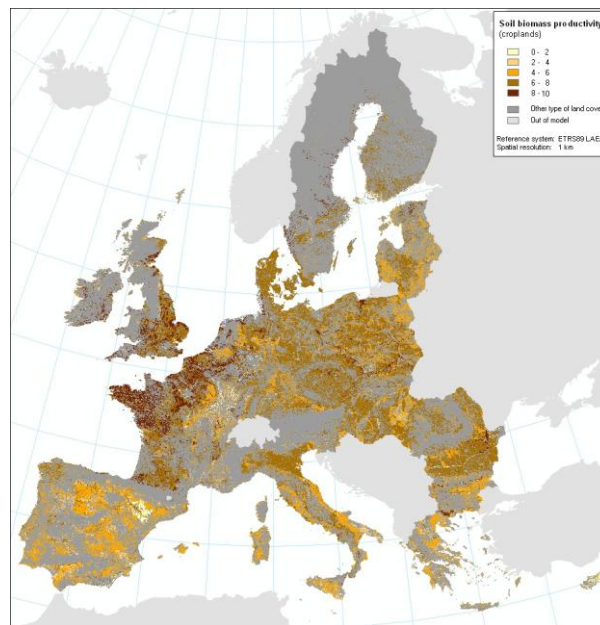 Soil biomass productivity
(croplands)
0 - 2
2 - 4
4 - 6
6 - 8
8 - 10
Other type of land cove
Out of model
Reference system: ETRS89 LAE
Spatial resolution: 1 km